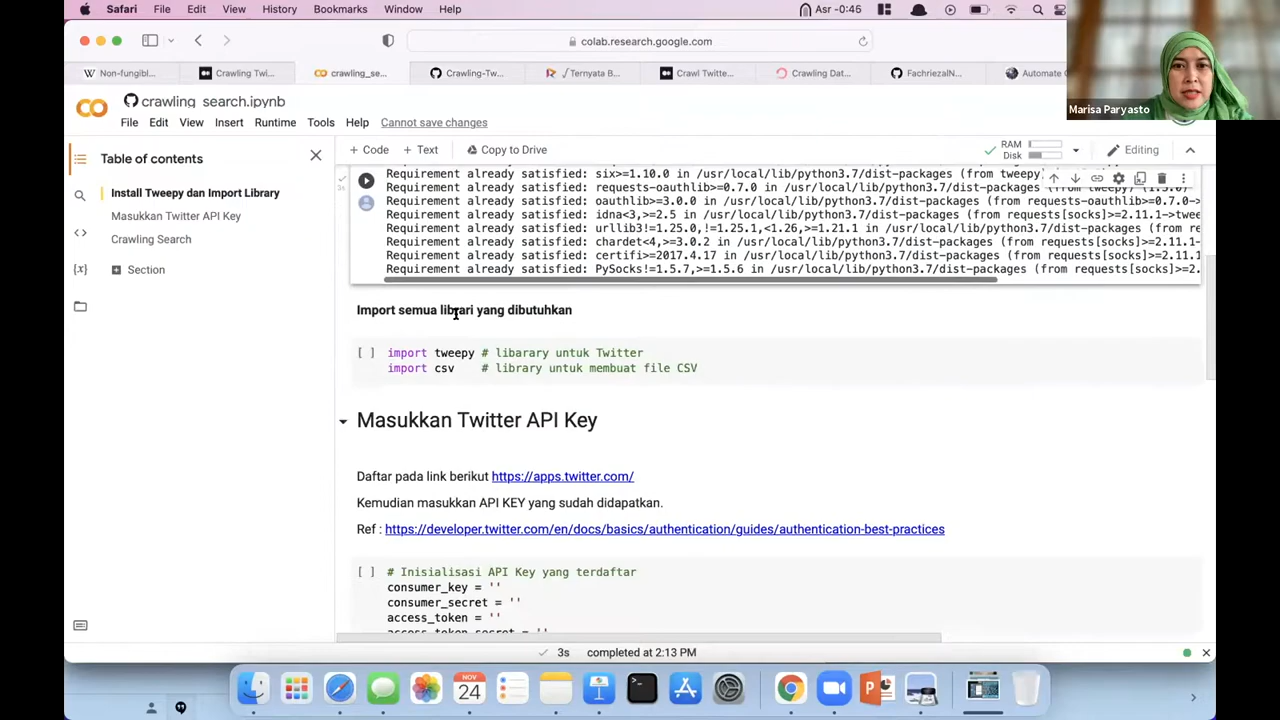 Safari File Edit View History Bookmarks Window Help Asr -0:45
colab.research.google.com
Non-fungibl... Crawling Twi... crawling_se... Crawling-Tw... Ternyata B... Crawl Twitte... Crawling Dat... FachriezalN... Automate
crawling_search.ipynb
File Edit View Insert Runtime Tools Help Cannot save changes
Marisa Paryasto
Table of contents
+ Code + Text Copy to Drive RAM Disk Editing
Install Tweepy dan Import Library
Masukkan Twitter API Key
Crawling Search
Section
Requirement already satisfied: six>=1.10.0 in /usr/local/lib/python3.7/dist-packages (from tweepy)
Requirement already satisfied: requests-oauthlib>=0.7.0 in /usr/local/lib/python3.7/dist-packages (from tweepy) (1.3.0)
Requirement already satisfied: oauthlib>=3.0.0 in /usr/local/lib/python3.7/dist-packages (from requests-oauthlib>=0.7.0->
Requirement already satisfied: idna<3,>=2.5 in /usr/local/lib/python3.7/dist-packages (from requests[socks]>=2.11.1->twee
Requirement already satisfied: urllib3!=1.25.0,!=1.25.1,<1.26,>=1.21.1 in /usr/local/lib/python3.7/dist-packages (from re
Requirement already satisfied: chardet<4,>=3.0.2 in /usr/local/lib/python3.7/dist-packages (from requests[socks]>=2.11.1-
Requirement already satisfied: certifi>=2017.4.17 in /usr/local/lib/python3.7/dist-packages (from requests[socks]>=2.11.1
Requirement already satisfied: PySocks!=1.5.7,>=1.5.6 in /usr/local/lib/python3.7/dist-packages (from requests[socks]>=2.
3s
Import semua librari yang dibutuhkan
[ ] import tweepy # libarary untuk Twitter
import csv # library untuk membuat file CSV
Masukkan Twitter API Key
Daftar pada link berikut https://apps.twitter.com/
Kemudian masukkan API KEY yang sudah didapatkan.
Ref : https://developer.twitter.com/en/docs/basics/authentication/guides/authentication-best-practices
[ ] # Inisialisasi API Key yang terdaftar
consumer_key = ''
consumer_secret = ''
access_token = ''
access_token_secret = ''
3s completed at 2:13 PM
NOV
24